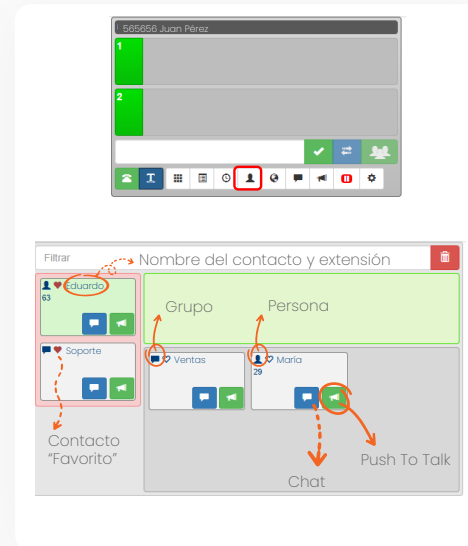 565656 Juan Pérez
1
2
Filtrar
Nombre del contacto y extensión
Eduardo
63
Grupo
Persona
Soporte
Ventas
María
29
Contacto
“Favorito”
Push To Talk
Chat